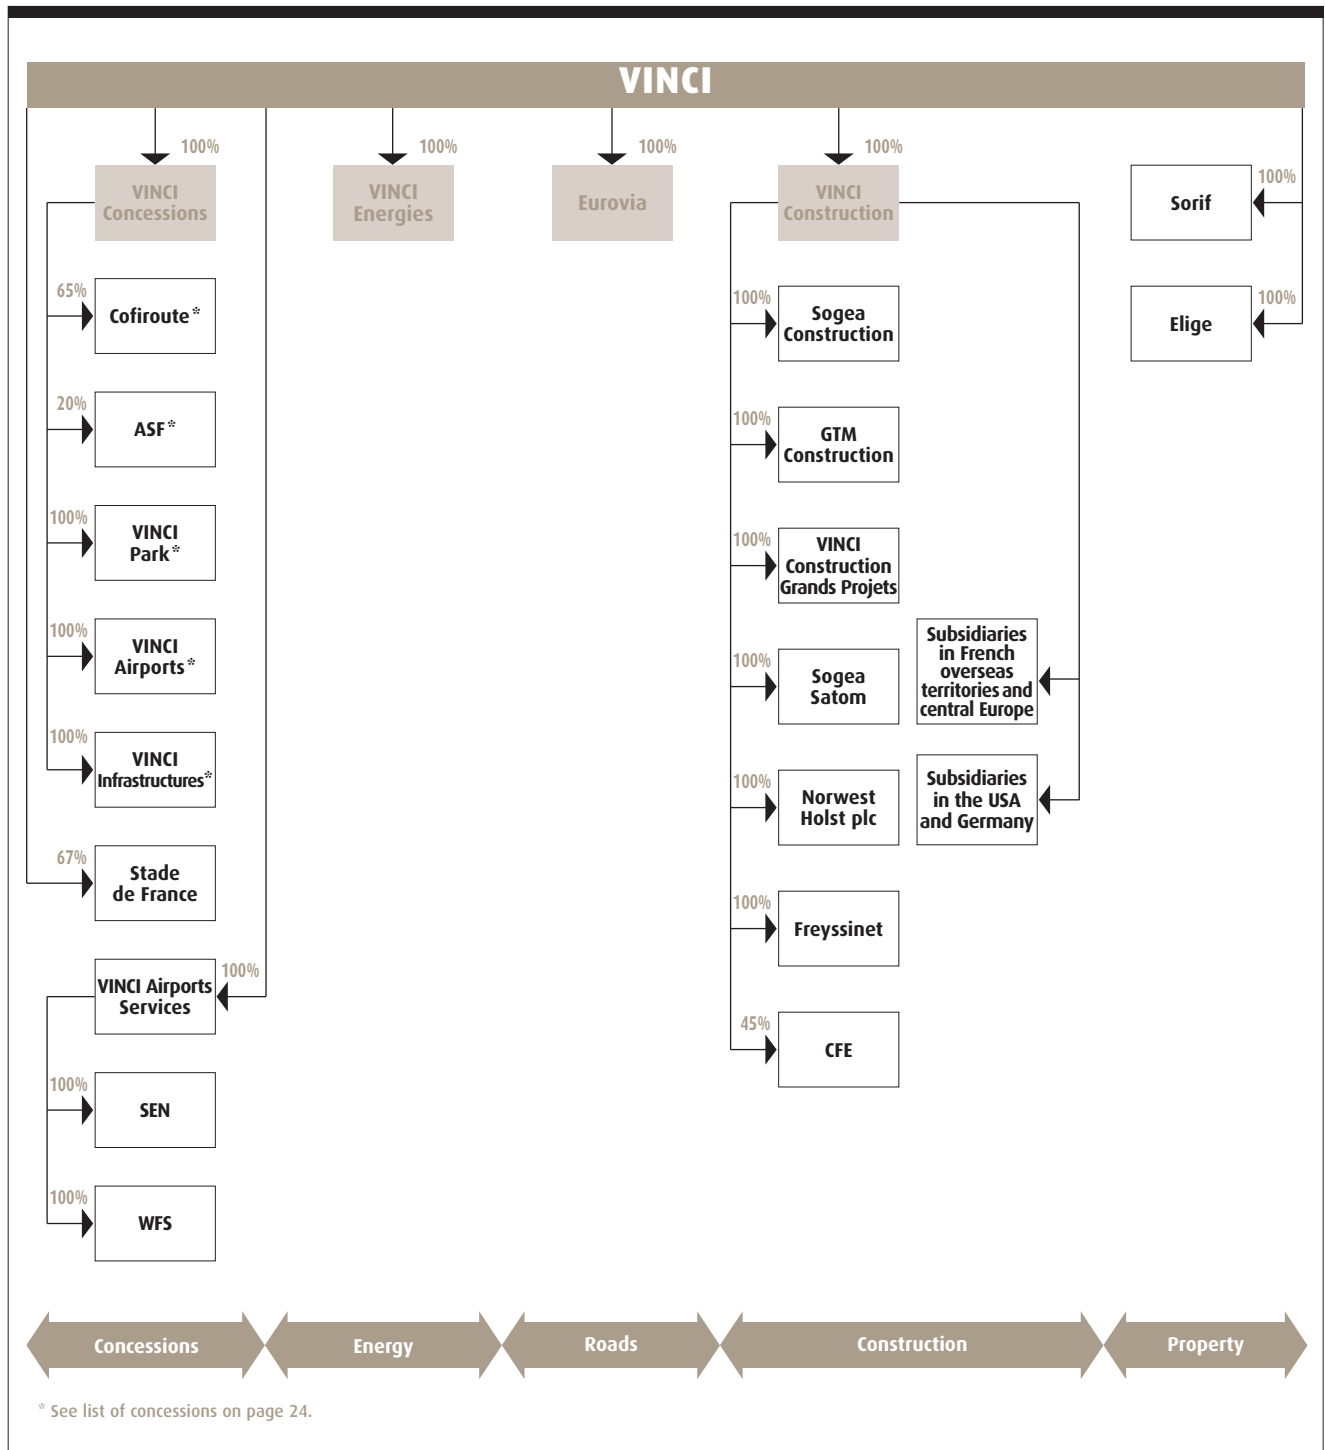 VINCI
100%
VINCI
Concessions
100%
VINCI
Energies
100%
Eurovia
100%
VINCI
Construction
100%
Sorif
100%
Elige
65%
Cofiroute*
20%
ASF*
100%
VINCI
Park*
100%
VINCI
Airports*
100%
VINCI
Infrastructures*
67%
Stade
de France
100%
VINCI Airports
Services
100%
SEN
100%
WFS
100%
Sogea
Construction
100%
GTM
Construction
100%
VINCI
Construction
Grands Projets
100%
Sogea
Satom
100%
Norwest
Holst plc
100%
Freyssinet
45%
CFE
Subsidiaries
in French
overseas
territories and
central Europe
Subsidiaries
in the USA
and Germany
Concessions
Energy
Roads
Construction
Property
* See list of concessions on page 24.